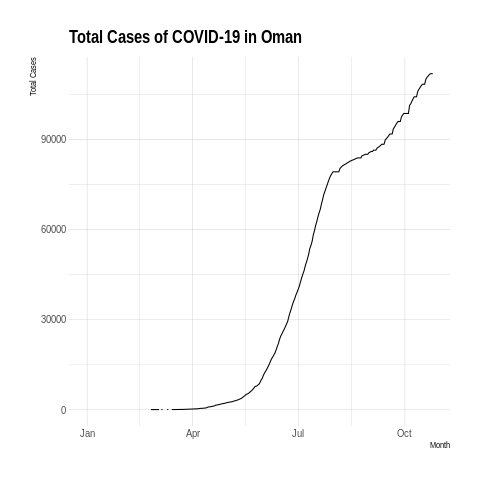 Total Cases of COVID-19 in Oman
Total Cases
90000
60000
30000
0
Jan Apr Jul Oct
Month